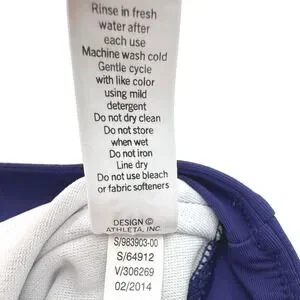 Rinse in fresh
water after
each use
Machine wash cold
Gentle cycle
with like color
using mild
detergent
Do not dry clean
Do not store
when wet
Do not iron
Line dry
Do not use bleach
or fabric softeners
DESIGN ©
ATHLETA, INC.
S/983903-00
S/64912
V/306269
02/2014